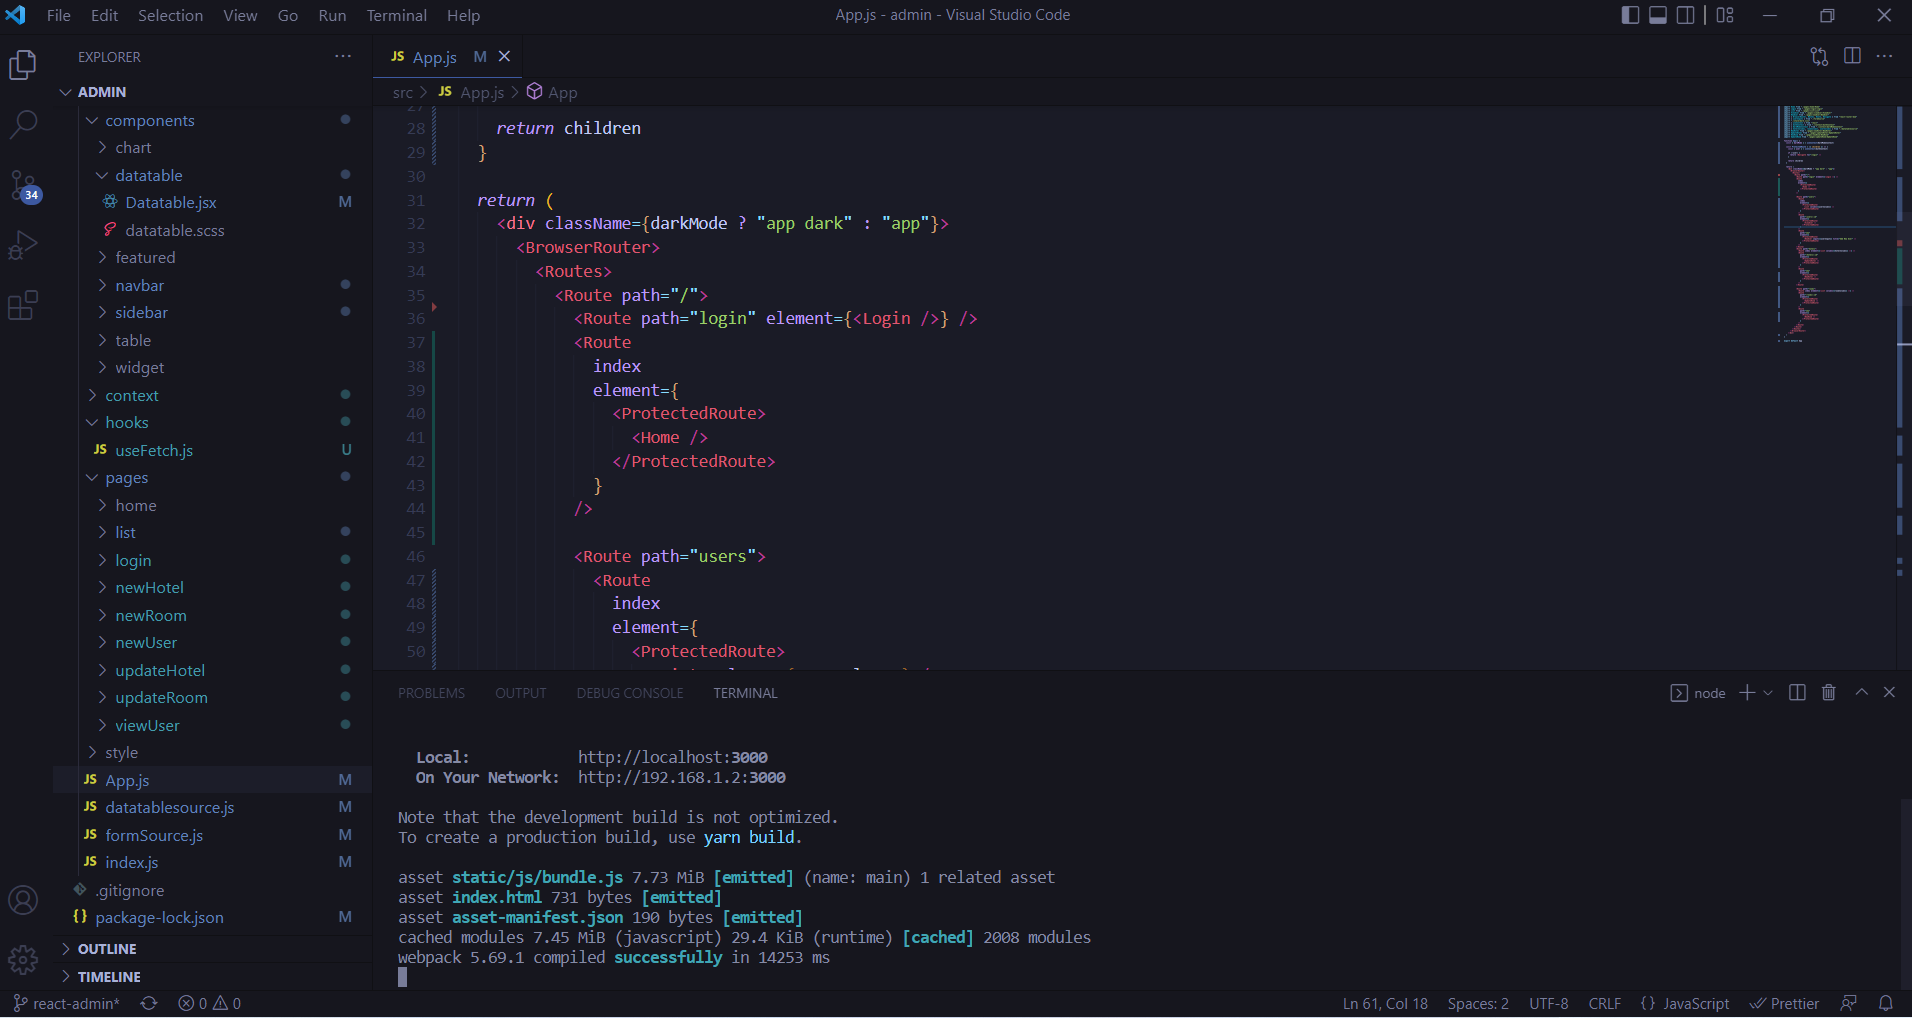 File Edit Selection View Go Run Terminal Help
App.js - admin - Visual Studio Code
EXPLORER
ADMIN
components
chart
datatable
Datatable.jsx M
datatable.scss
featured
navbar
sidebar
table
widget
context
hooks
JS useFetch.js U
pages
home
list
login
newHotel
newRoom
newUser
updateHotel
updateRoom
viewUser
style
JS App.js M
JS datatablesource.js M
JS formSource.js M
JS index.js M
.gitignore
{} package-lock.json M
OUTLINE
TIMELINE
34
JS App.js M
src > JS App.js > App
27
28 return children
29 }
30
31 return (
32 <div className={darkMode ? "app dark" : "app"}>
33 <BrowserRouter>
34 <Routes>
35 <Route path="/">
36 <Route path="login" element={<Login />} />
37 <Route
38 index
39 element={
40 <ProtectedRoute>
41 <Home />
42 </ProtectedRoute>
43 }
44 />
45
46 <Route path="users">
47 <Route
48 index
49 element={
50 <ProtectedRoute>
PROBLEMS OUTPUT DEBUG CONSOLE TERMINAL
node
Local: http://localhost:3000
On Your Network: http://192.168.1.2:3000
Note that the development build is not optimized.
To create a production build, use yarn build.
asset static/js/bundle.js 7.73 MiB [emitted] (name: main) 1 related asset
asset index.html 731 bytes [emitted]
asset asset-manifest.json 190 bytes [emitted]
cached modules 7.45 MiB (javascript) 29.4 KiB (runtime) [cached] 2008 modules
webpack 5.69.1 compiled successfully in 14253 ms
react-admin* 0 0
Ln 61, Col 18 Spaces: 2 UTF-8 CRLF {} JavaScript Prettier